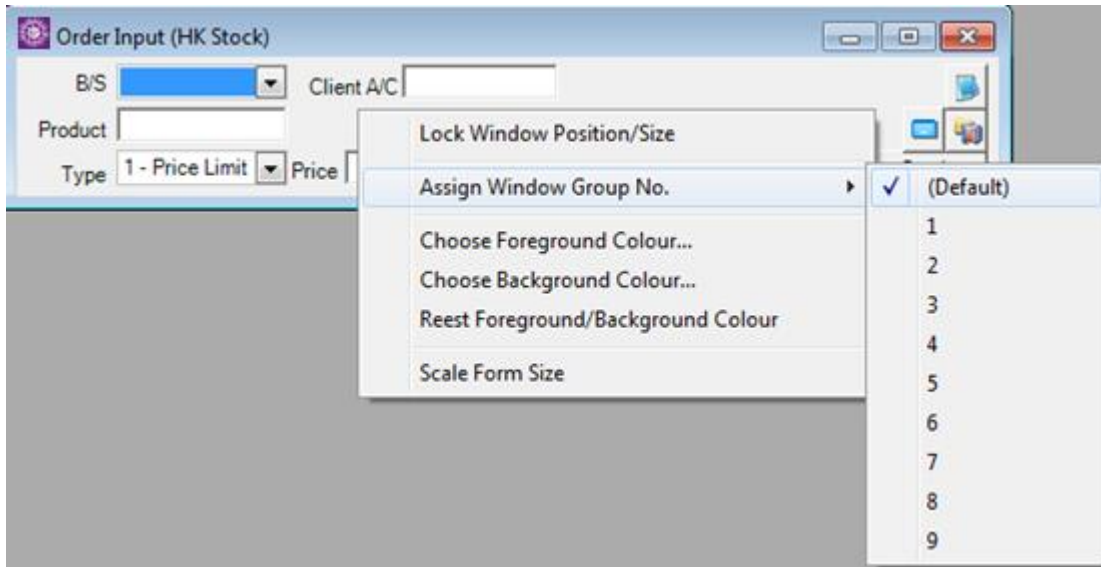 Order Input (HK Stock)
B/S Client A/C
Product
Type 1 - Price Limit Price
Lock Window Position/Size
Assign Window Group No.
Choose Foreground Colour...
Choose Background Colour...
Reest Foreground/Background Colour
Scale Form Size
(Default)
1
2
3
4
5
6
7
8
9